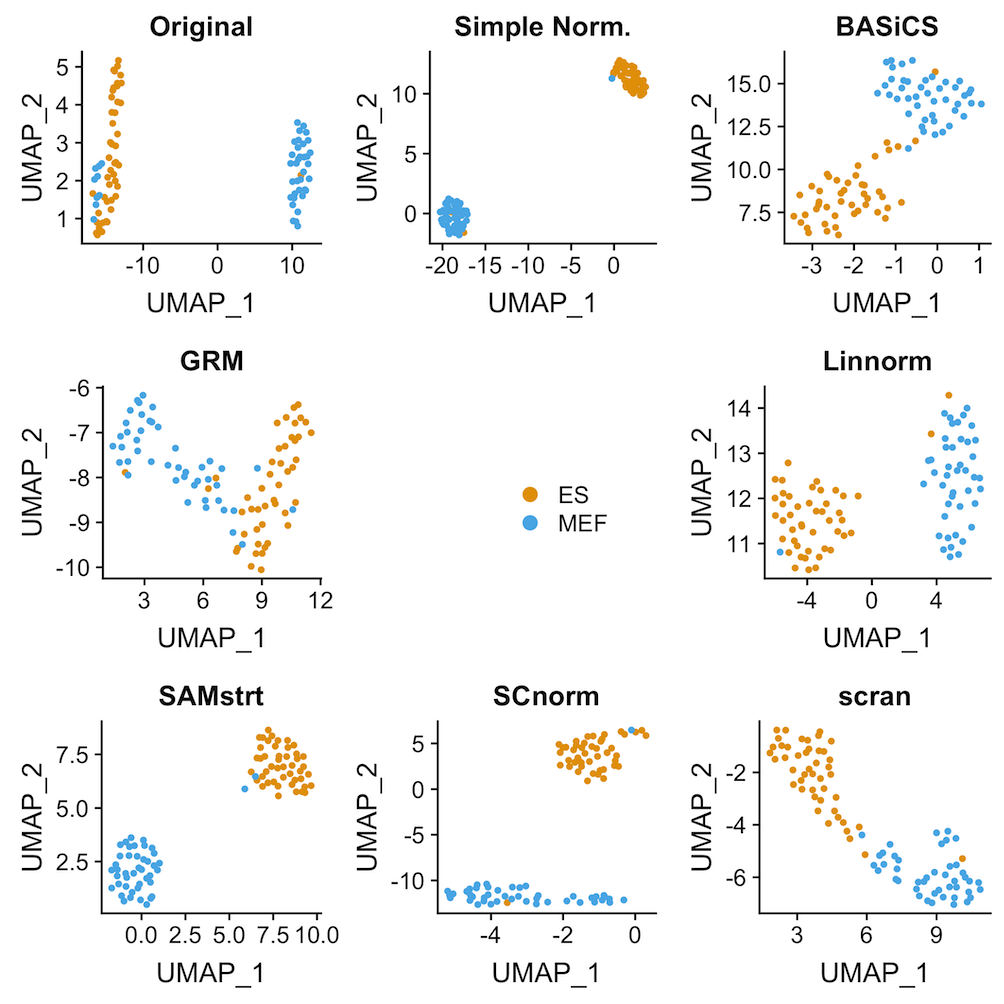 Original
5
4
3
2
1
UMAP_2
-10 0 10
UMAP_1
Simple Norm.
10
5
0
UMAP_2
-20 -15 -10 -5 0
UMAP_1
BASiCS
15.0
12.5
10.0
7.5
UMAP_2
-3 -2 -1 0 1
UMAP_1
GRM
-6
-7
-8
-9
-10
UMAP_2
3 6 9 12
UMAP_1
ES
MEF
Linnorm
14
13
12
11
UMAP_2
-4 0 4
UMAP_1
SAMstrt
7.5
5.0
2.5
UMAP_2
0.0 2.5 5.0 7.5 10.0
UMAP_1
SCnorm
5
0
-5
-10
UMAP_2
-4 -2 0
UMAP_1
scran
-2
-4
-6
UMAP_2
3 6 9
UMAP_1